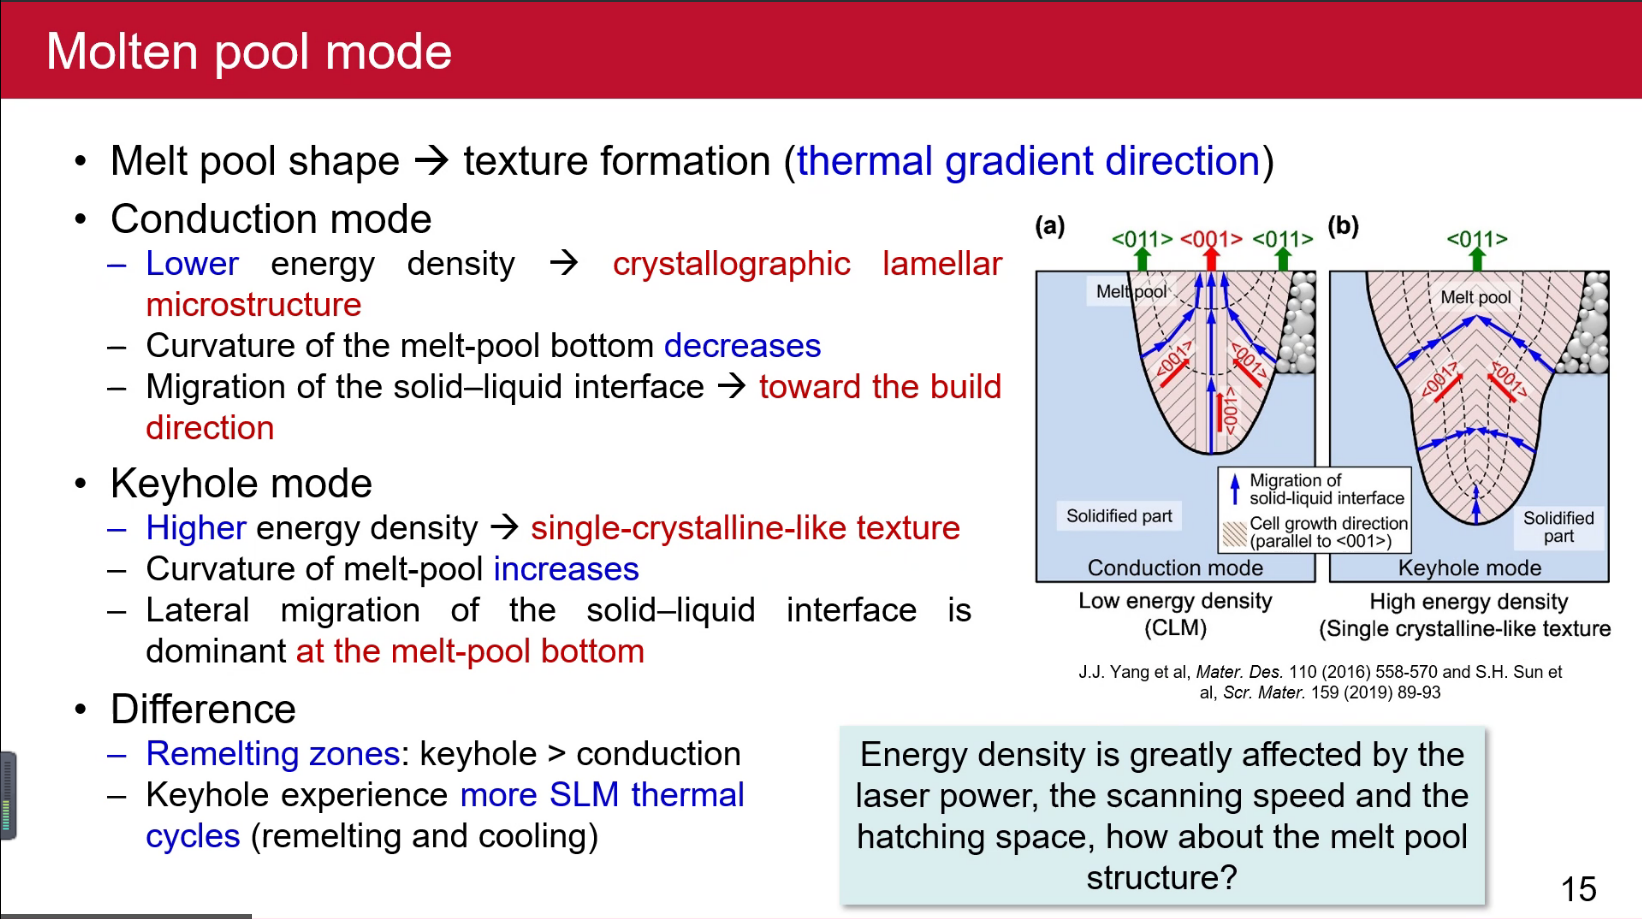 Molten pool mode
• Melt pool shape → texture formation (thermal gradient direction)
• Conduction mode
– Lower energy density → crystallographic lamellar
microstructure
– Curvature of the melt-pool bottom decreases
– Migration of the solid–liquid interface → toward the build
direction
• Keyhole mode
– Higher energy density → single-crystalline-like texture
– Curvature of melt-pool increases
– Lateral migration of the solid–liquid interface is
dominant at the melt-pool bottom
• Difference
– Remelting zones: keyhole > conduction
– Keyhole experience more SLM thermal
cycles (remelting and cooling)
(a)
<011> <001> <011>
Melt pool
<001>
<001>
<001>
Solidified part
Conduction mode
Low energy density
(CLM)
Migration of
solid-liquid interface
Cell growth direction
(parallel to <001>)
(b)
<011>
Melt pool
<001>
<001>
Solidified
part
Keyhole mode
High energy density
(Single crystalline-like texture
J.J. Yang et al, Mater. Des. 110 (2016) 558-570 and S.H. Sun et
al, Scr. Mater. 159 (2019) 89-93
Energy density is greatly affected by the
laser power, the scanning speed and the
hatching space, how about the melt pool
structure?
15